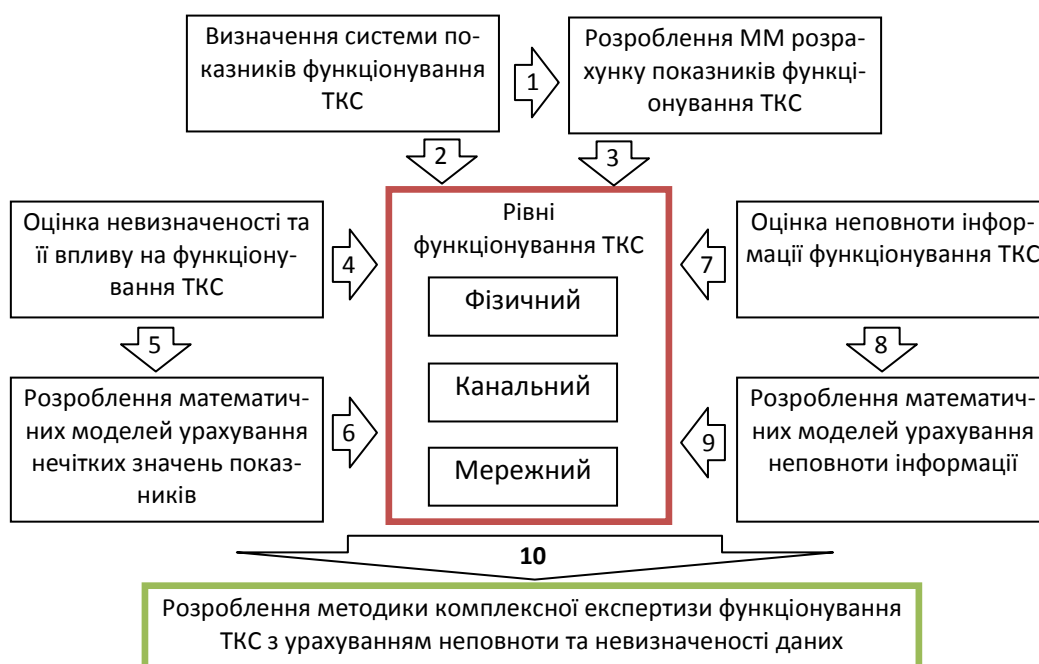 Визначення системи по-
казників функціонування
ТКС
1
Розроблення ММ розра-
хунку показників функці-
онування ТКС
2
3
Оцінка невизначеності та
її впливу на функціону-
вання ТКС
4
Рівні
функціонування ТКС
Фізичний
Канальний
Мережний
7
Оцінка неповноти інфор-
мації функціонування ТКС
5
8
Розроблення математич-
них моделей урахування
нечітких значень показ-
ників
6
9
Розроблення математич-
них моделей урахування
неповноти інформації
10
Розроблення методики комплексної експертизи функціонування
ТКС з урахуванням неповноти та невизначеності даних